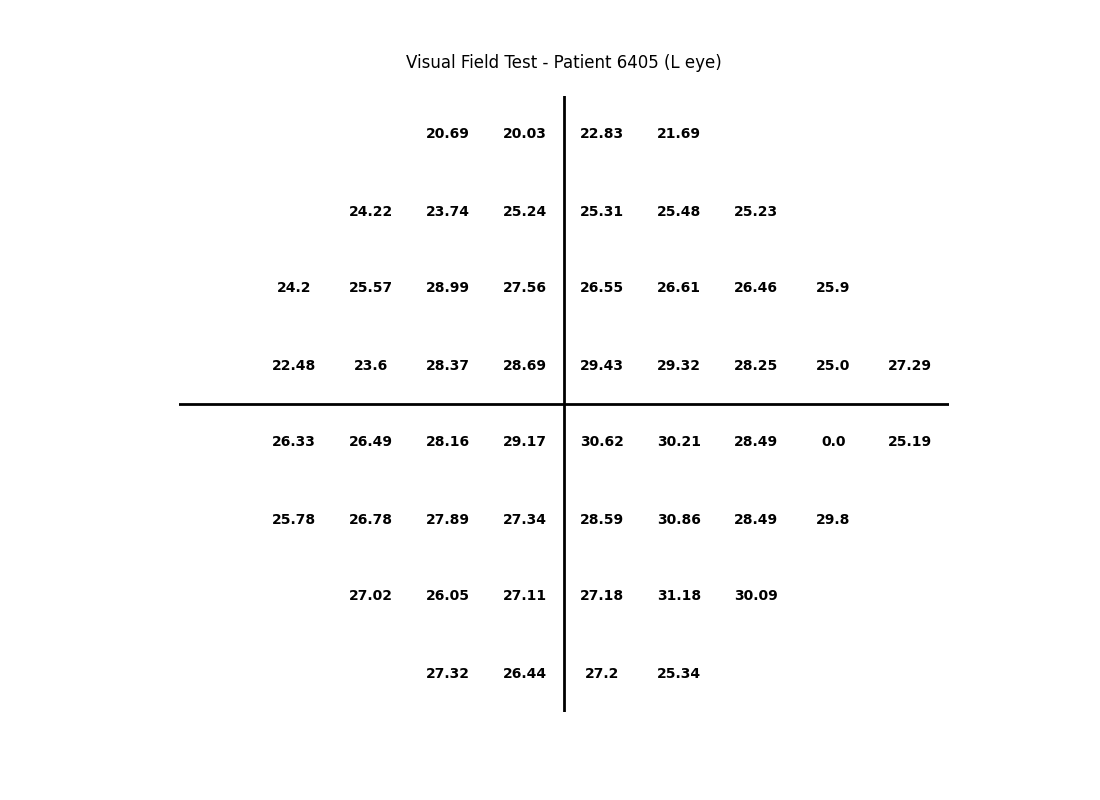 Visual Field Test - Patient 6405 (L eye)
20.69 20.03 22.83 21.69
24.22 23.74 25.24 25.31 25.48 25.23
24.2 25.57 28.99 27.56 26.55 26.61 26.46 25.9
22.48 23.6 28.37 28.69 29.43 29.32 28.25 25.0 27.29
26.33 26.49 28.16 29.17 30.62 30.21 28.49 0.0 25.19
25.78 26.78 27.89 27.34 28.59 30.86 28.49 29.8
27.02 26.05 27.11 27.18 31.18 30.09
27.32 26.44 27.2 25.34